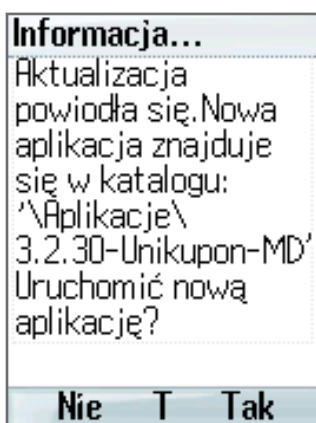 Informacja...
Aktualizacja
powiodła się.Nowa
aplikacja znajduje
się w katalogu:
'\Aplikacje\
3.2.30-Unikupon-MD'
Uruchomić nową
aplikację?
Nie T Tak